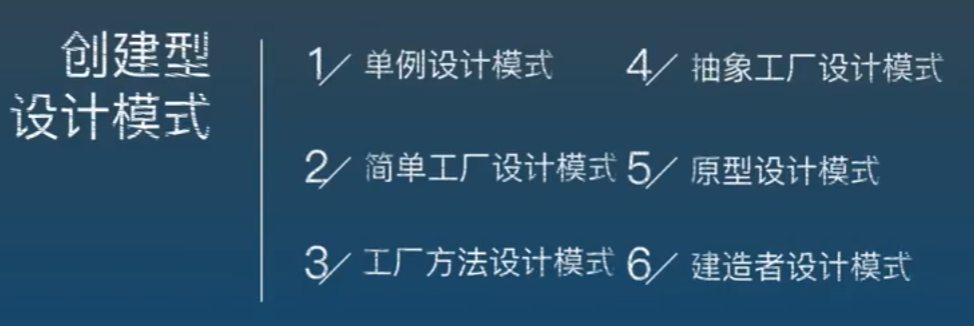 创建型
设计模式
1/ 单例设计模式
2/ 简单工厂设计模式
3/ 工厂方法设计模式
4/ 抽象工厂设计模式
5/ 原型设计模式
6/ 建造者设计模式